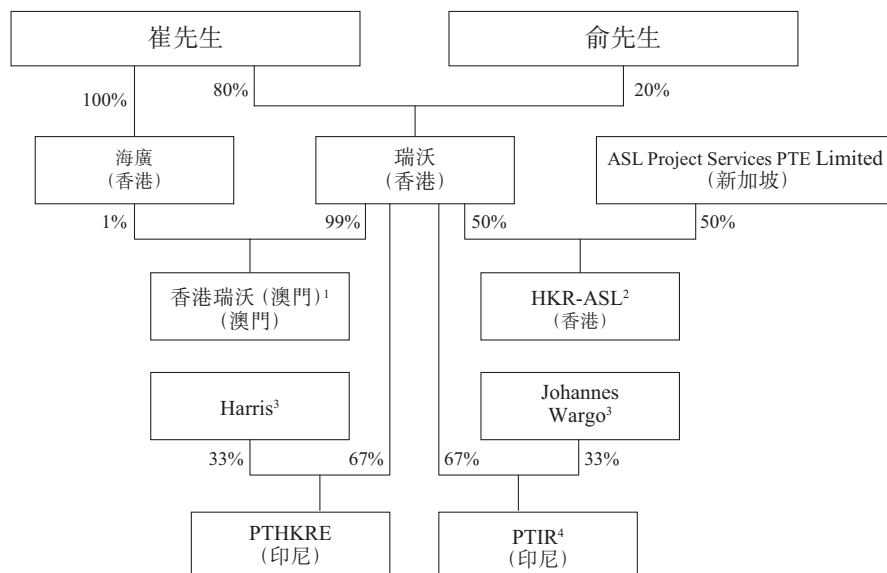 崔先生
俞先生
80%
20%
100%
海廣
(香港)
瑞沃
(香港)
ASL Project Services PTE Limited
(新加坡)
1%
99%
50%
50%
香港瑞沃（澳門）¹
（澳門）
HKR-ASL²
(香港)
Harris³
Johannes
Wargo³
33%
67%
67%
33%
PTHKRE
(印尼)
PTIR⁴
(印尼)